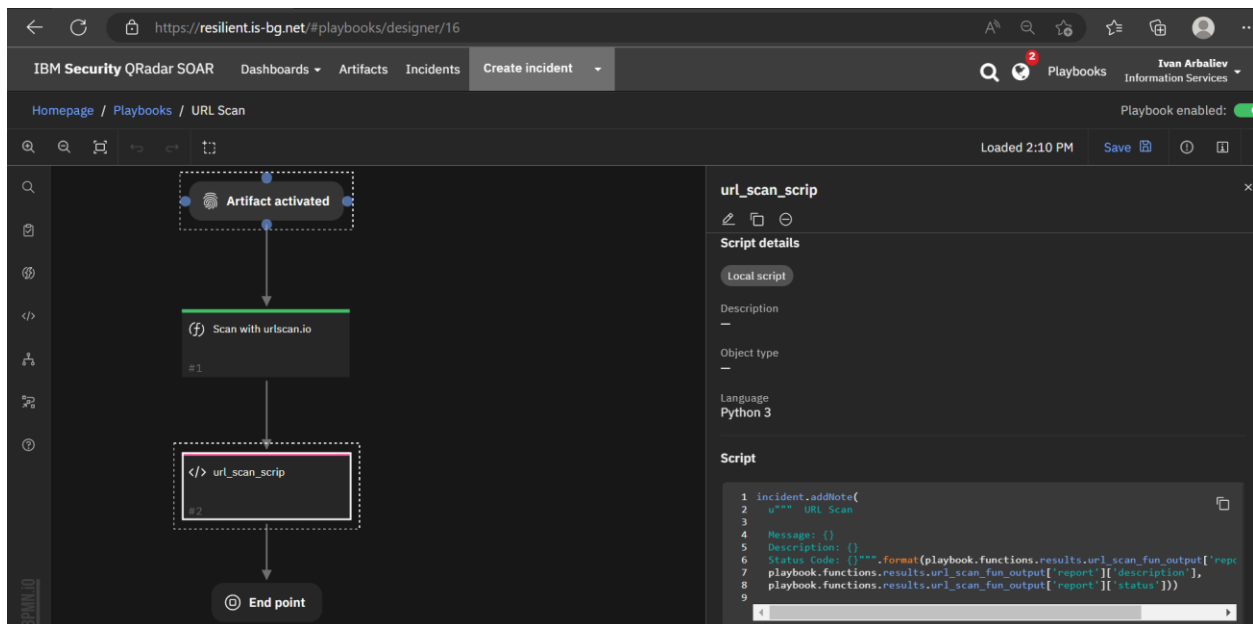 https://resilient.is-bg.net/#playbooks/designer/16
IBM Security QRadar SOAR Dashboards Artifacts Incidents Create incident 2 Playbooks Ivan Arbaliev
Information Services
Homepage / Playbooks / URL Scan Playbook enabled:
Loaded 2:10 PM Save
Artifact activated
Scan with urlscan.io
#1
</> url_scan_scrip
#2
End point
BPMN.iO
url_scan_scrip
Script details
Local script
Description
—
Object type
—
Language
Python 3
Script
1 incident.addNote(
2 u""" URL Scan
3
4 Message: {}
5 Description: {}
6 Status Code: {}""".format(playbook.functions.results.url_scan_fun_output['repo
7 playbook.functions.results.url_scan_fun_output['report']['description'],
8 playbook.functions.results.url_scan_fun_output['report']['status']))
9